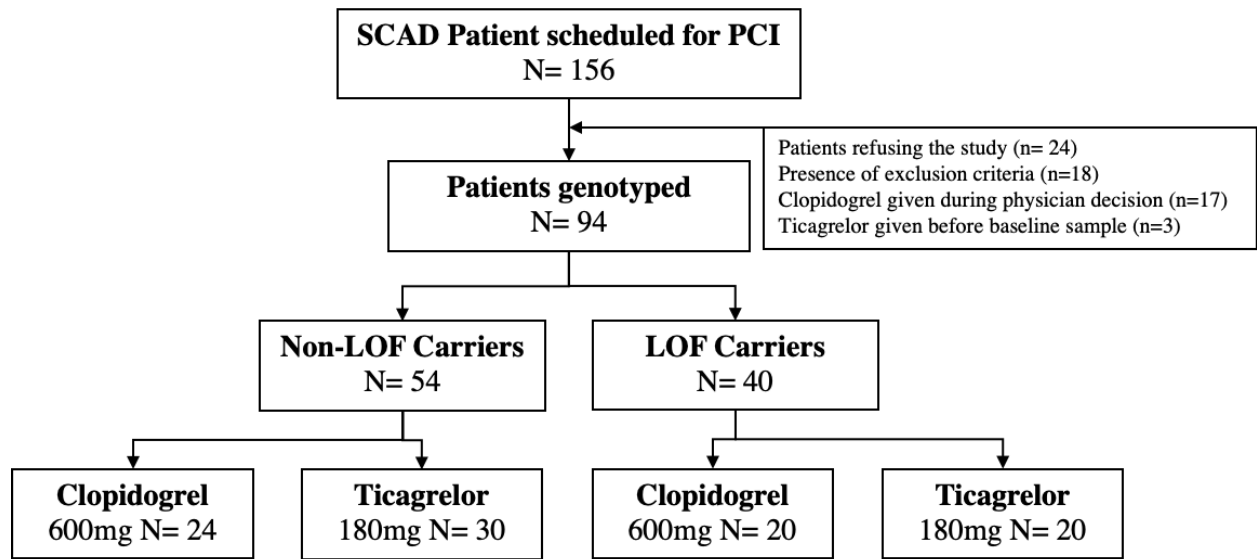 SCAD Patient scheduled for PCI
N= 156
Patients refusing the study (n= 24)
Presence of exclusion criteria (n=18)
Clopidogrel given during physician decision (n=17)
Ticagrelor given before baseline sample (n=3)
Patients genotyped
N= 94
Non-LOF Carriers
N= 54
LOF Carriers
N= 40
Clopidogrel
600mg N= 24
Ticagrelor
180mg N= 30
Clopidogrel
600mg N= 20
Ticagrelor
180mg N= 20